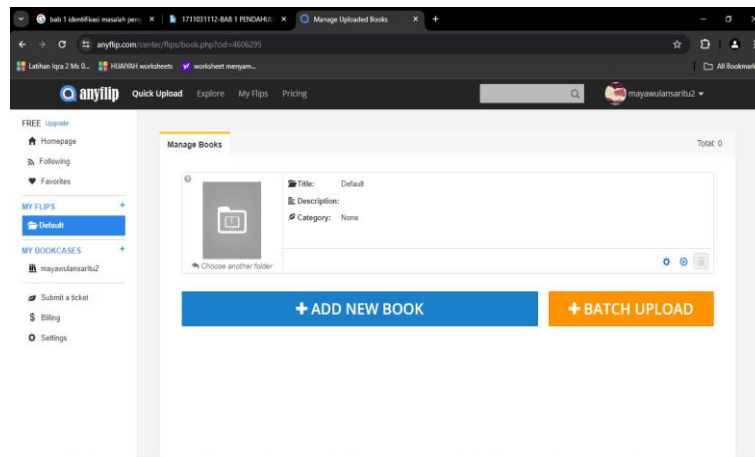 bab 1 identifikasi masalah peng
1711031112-BAB 1 PENDAHUL
Manage Uploaded Books
anyflip.com/center/flips/book.php?cid=4606295
Latihan Iqra 2 Ms 0...
HIJAIYAH worksheets
worksheet menyam...
All Bookmark
anyflip
Quick Upload
Explore
My Flips
Pricing
mayawulansaritu2
FREE Upgrade
Homepage
Following
Favorites
MY FLIPS
Default
MY BOOKCASES
mayawulansaritu2
Submit a ticket
Billing
Settings
Manage Books
Total: 0
Title: Default
Description:
Category: None
Choose another folder
+ ADD NEW BOOK
+ BATCH UPLOAD